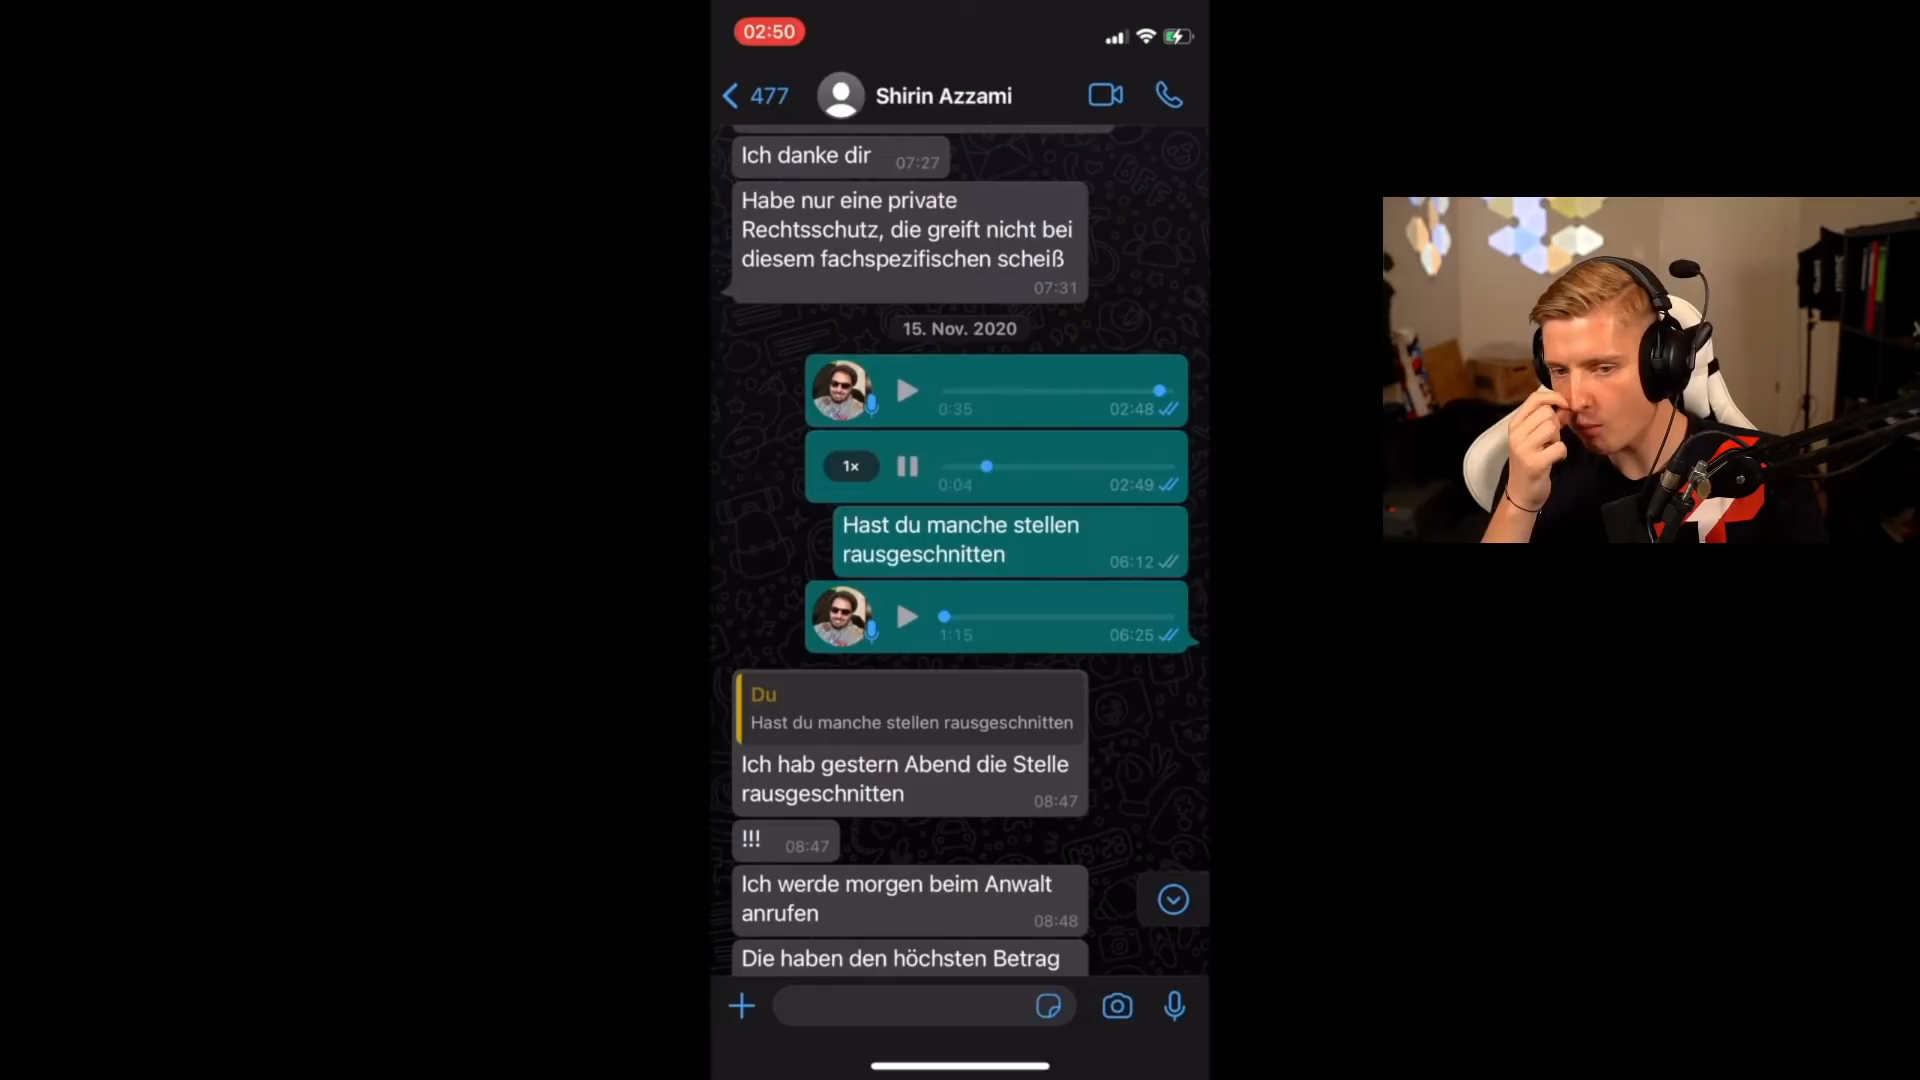 02:50
477
Shirin Azzami
Ich danke dir
07:27
Habe nur eine private
Rechtsschutz, die greift nicht bei
diesem fachspezifischen scheiß
07:31
15. Nov. 2020
0:35
02:48
1×
0:04
02:49
Hast du manche stellen
rausgeschnitten
06:12
1:15
06:25
Du
Hast du manche stellen rausgeschnitten
Ich hab gestern Abend die Stelle
rausgeschnitten
08:47
!!!
08:47
Ich werde morgen beim Anwalt
anrufen
08:48
Die haben den höchsten Betrag